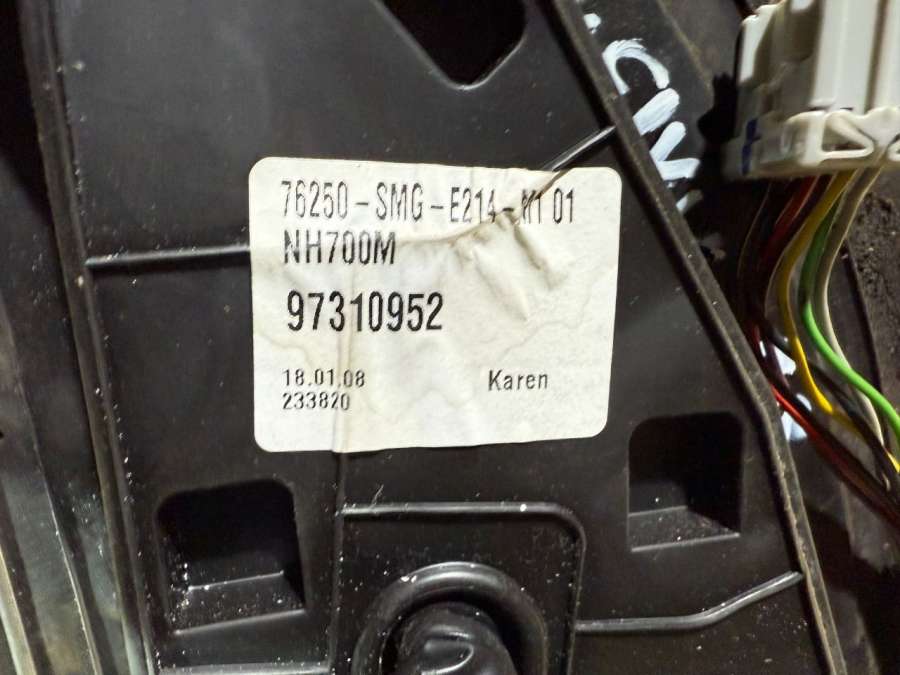 76250-SMG-E214-M1 01
NH700M
97310952
18.01.08 Karen
233820